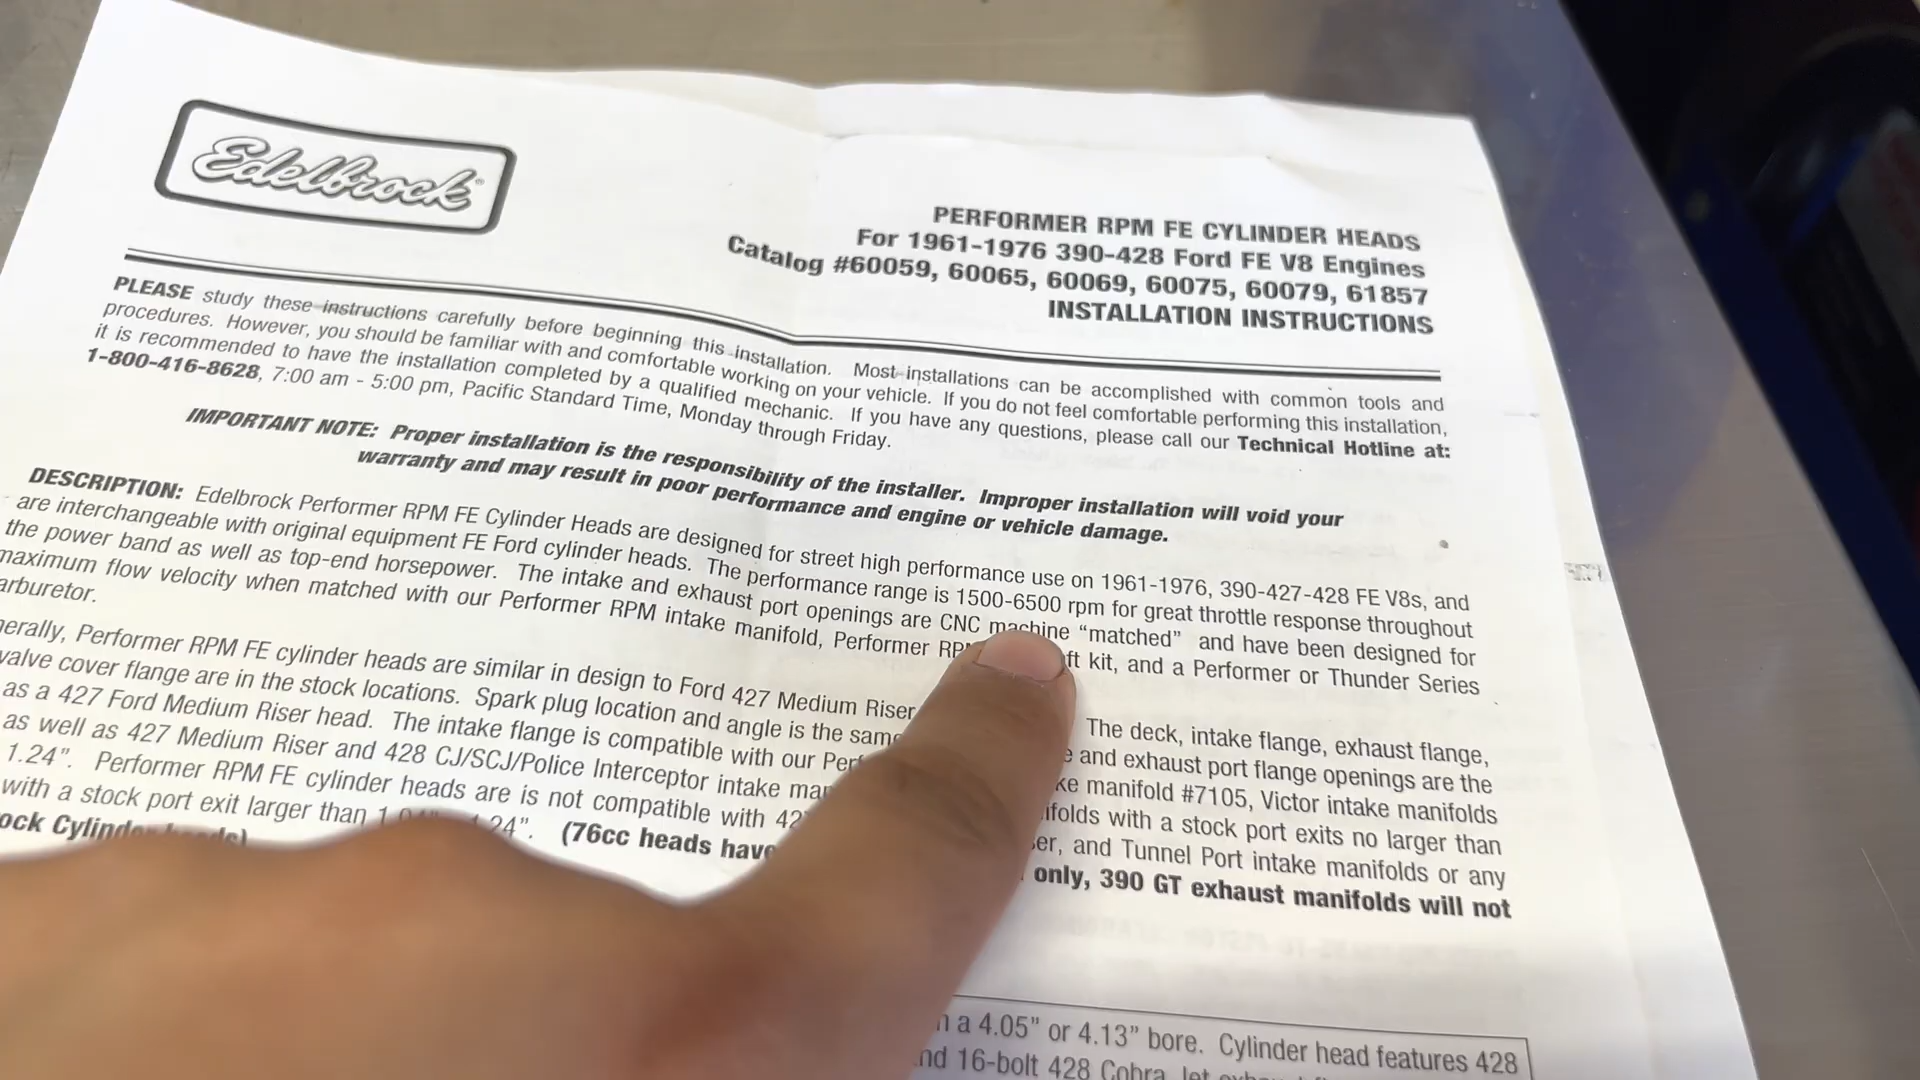 Edelbrock®
PERFORMER RPM FE CYLINDER HEADS
For 1961-1976 390-428 Ford FE V8 Engines
Catalog #60059, 60065, 60069, 60075, 60079, 61857
INSTALLATION INSTRUCTIONS
PLEASE study these instructions carefully before beginning this installation. Most installations can be accomplished with common tools and
procedures. However, you should be familiar with and comfortable working on your vehicle. If you do not feel comfortable performing this installation,
it is recommended to have the installation completed by a qualified mechanic. If you have any questions, please call our Technical Hotline at:
1-800-416-8628, 7:00 am - 5:00 pm, Pacific Standard Time, Monday through Friday.
IMPORTANT NOTE: Proper installation is the responsibility of the installer. Improper installation will void your
warranty and may result in poor performance and engine or vehicle damage.
DESCRIPTION: Edelbrock Performer RPM FE Cylinder Heads are designed for street high performance use on 1961-1976, 390-427-428 FE V8s, and
are interchangeable with original equipment FE Ford cylinder heads. The performance range is 1500-6500 rpm for great throttle response throughout
the power band as well as top-end horsepower. The intake and exhaust port openings are CNC machine “matched” and have been designed for
maximum flow velocity when matched with our Performer RPM intake manifold, Performer RP ft kit, and a Performer or Thunder Series
arburetor.
nerally, Performer RPM FE cylinder heads are similar in design to Ford 427 Medium Riser The deck, intake flange, exhaust flange,
valve cover flange are in the stock locations. Spark plug location and angle is the same and exhaust port flange openings are the
as a 427 Ford Medium Riser head. The intake flange is compatible with our Perf ke manifold #7105, Victor intake manifolds
as well as 427 Medium Riser and 428 CJ/SCJ/Police Interceptor intake man ifolds with a stock port exits no larger than
1.24”. Performer RPM FE cylinder heads are is not compatible with 42 er, and Tunnel Port intake manifolds or any
with a stock port exit larger than 24”. (76cc heads have only, 390 GT exhaust manifolds will not
ock Cylinder heads)
a 4.05” or 4.13” bore. Cylinder head features 428
nd 16-bolt 428 Cobra Jet